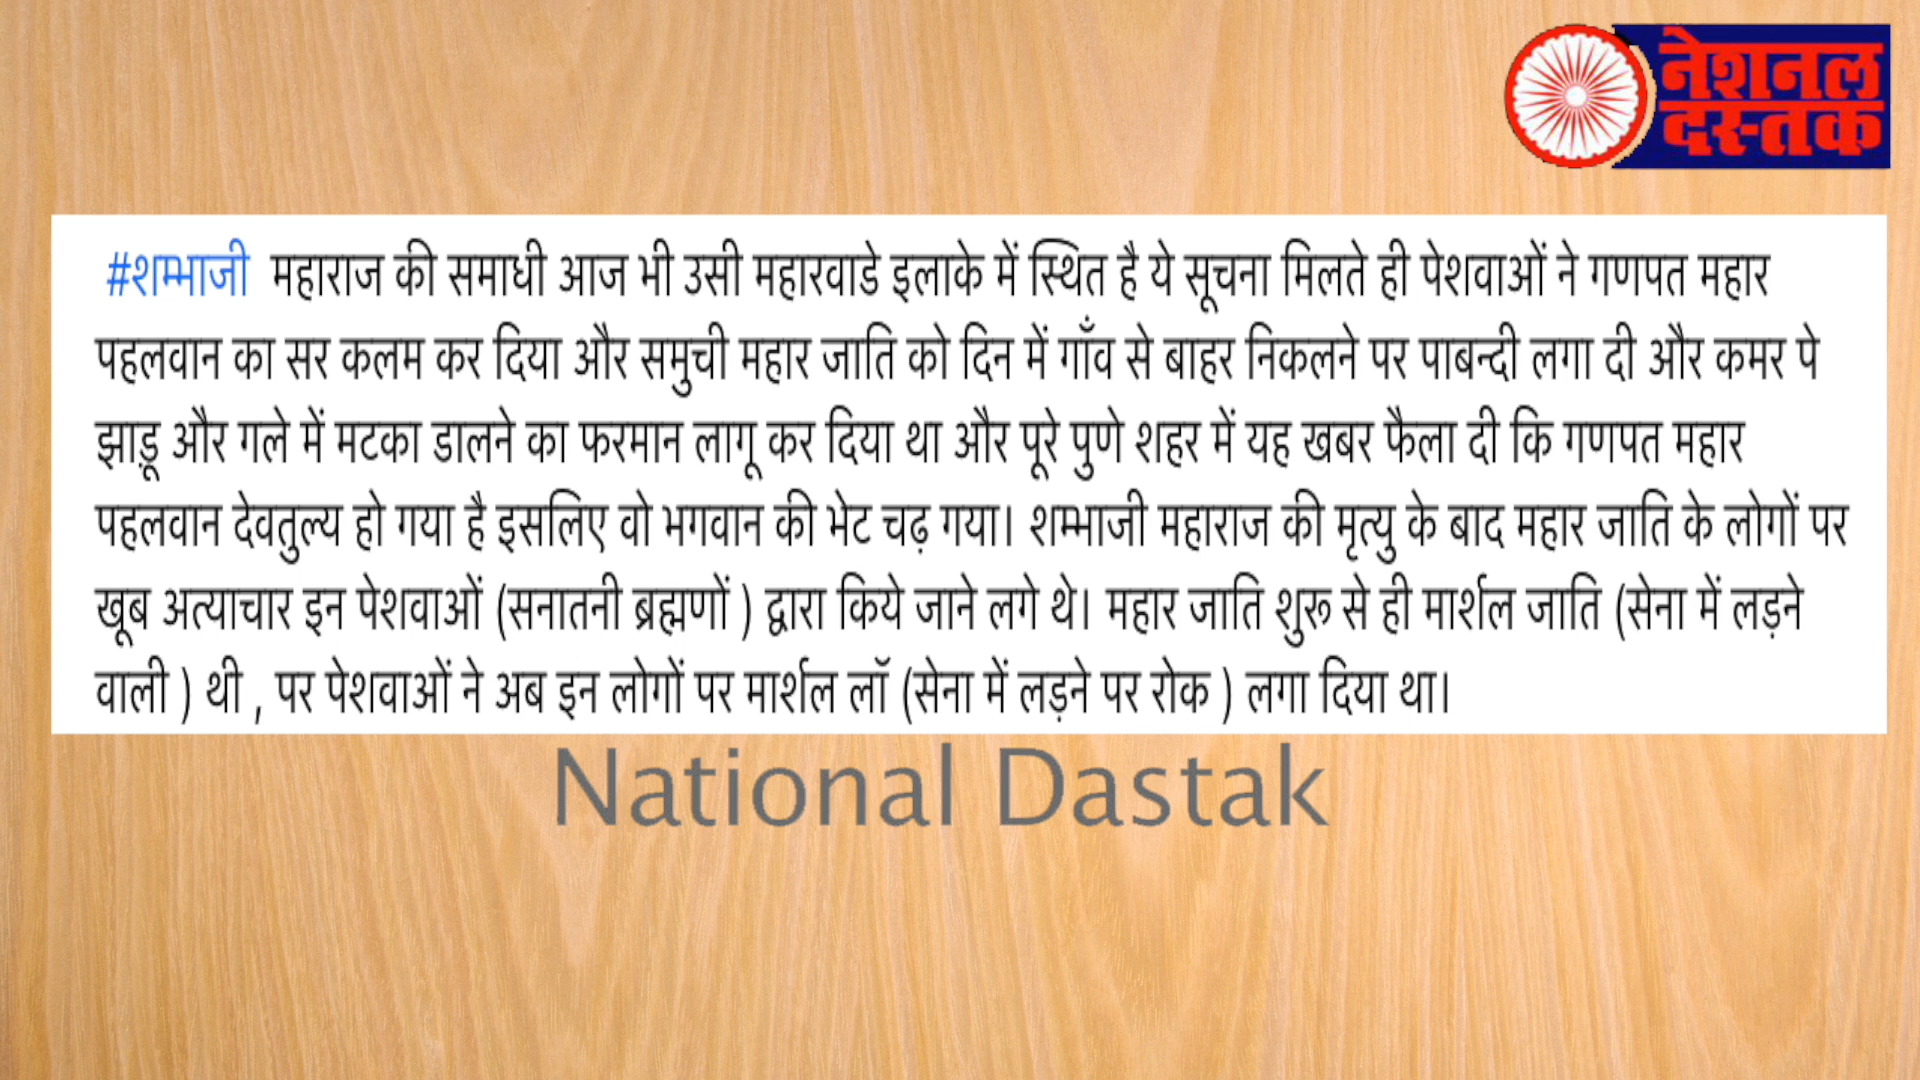 नेशनल
दस्तक
#शम्भाजी महाराज की समाधी आज भी उसी महारवाडे इलाके में स्थित है ये सूचना मिलते ही पेशवाओं ने गणपत महार
पहलवान का सर कलम कर दिया और समुची महार जाति को दिन में गाँव से बाहर निकलने पर पाबन्दी लगा दी और कमर पे
झाड़ू और गले में मटका डालने का फरमान लागू कर दिया था और पूरे पुणे शहर में यह खबर फैला दी कि गणपत महार
पहलवान देवतुल्य हो गया है इसलिए वो भगवान की भेट चढ़ गया। शम्भाजी महाराज की मृत्यु के बाद महार जाति के लोगों पर
खूब अत्याचार इन पेशवाओं (सनातनी ब्रह्मणों ) द्वारा किये जाने लगे थे। महार जाति शुरू से ही मार्शल जाति (सेना में लड़ने
वाली ) थी , पर पेशवाओं ने अब इन लोगों पर मार्शल लॉ (सेना में लड़ने पर रोक ) लगा दिया था।
National Dastak